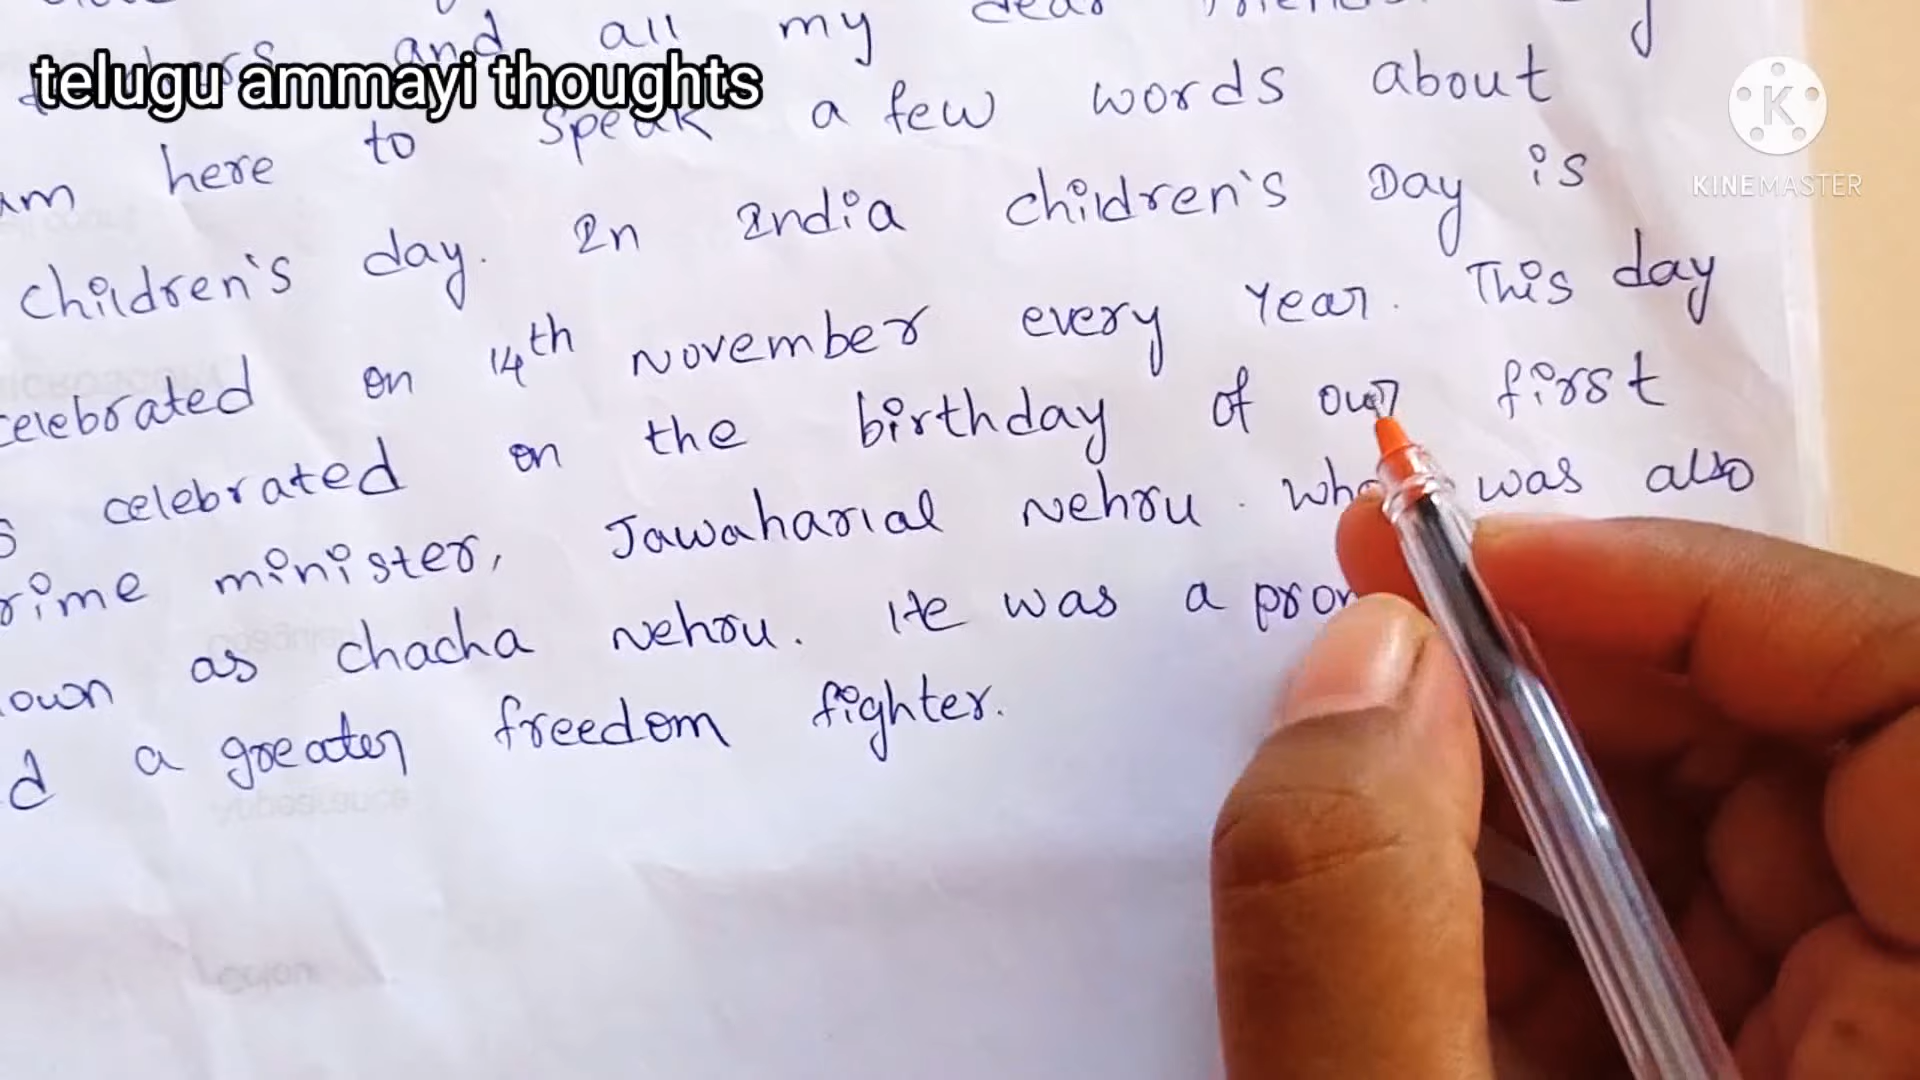 and all my dear
telugu ammayi thoughts
K
KINEMASTER
here to speak a few words about
children's day. In India children's Day is
celebrated on 14th November every Year. This day
celebrated on the birthday of our first
minister, Jawaharlal Nehru. Who was also
as chacha Nehru. He was a
a greater freedom fighter.